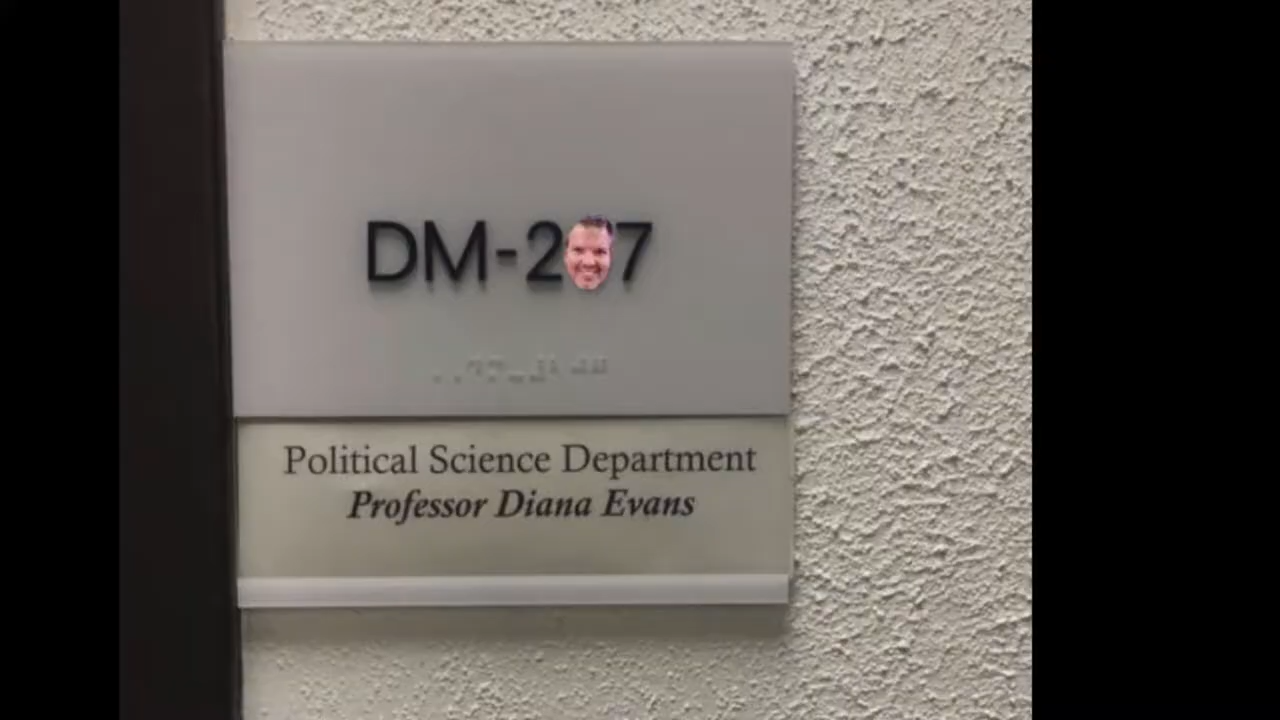 DM-2 7
Political Science Department
Professor Diana Evans